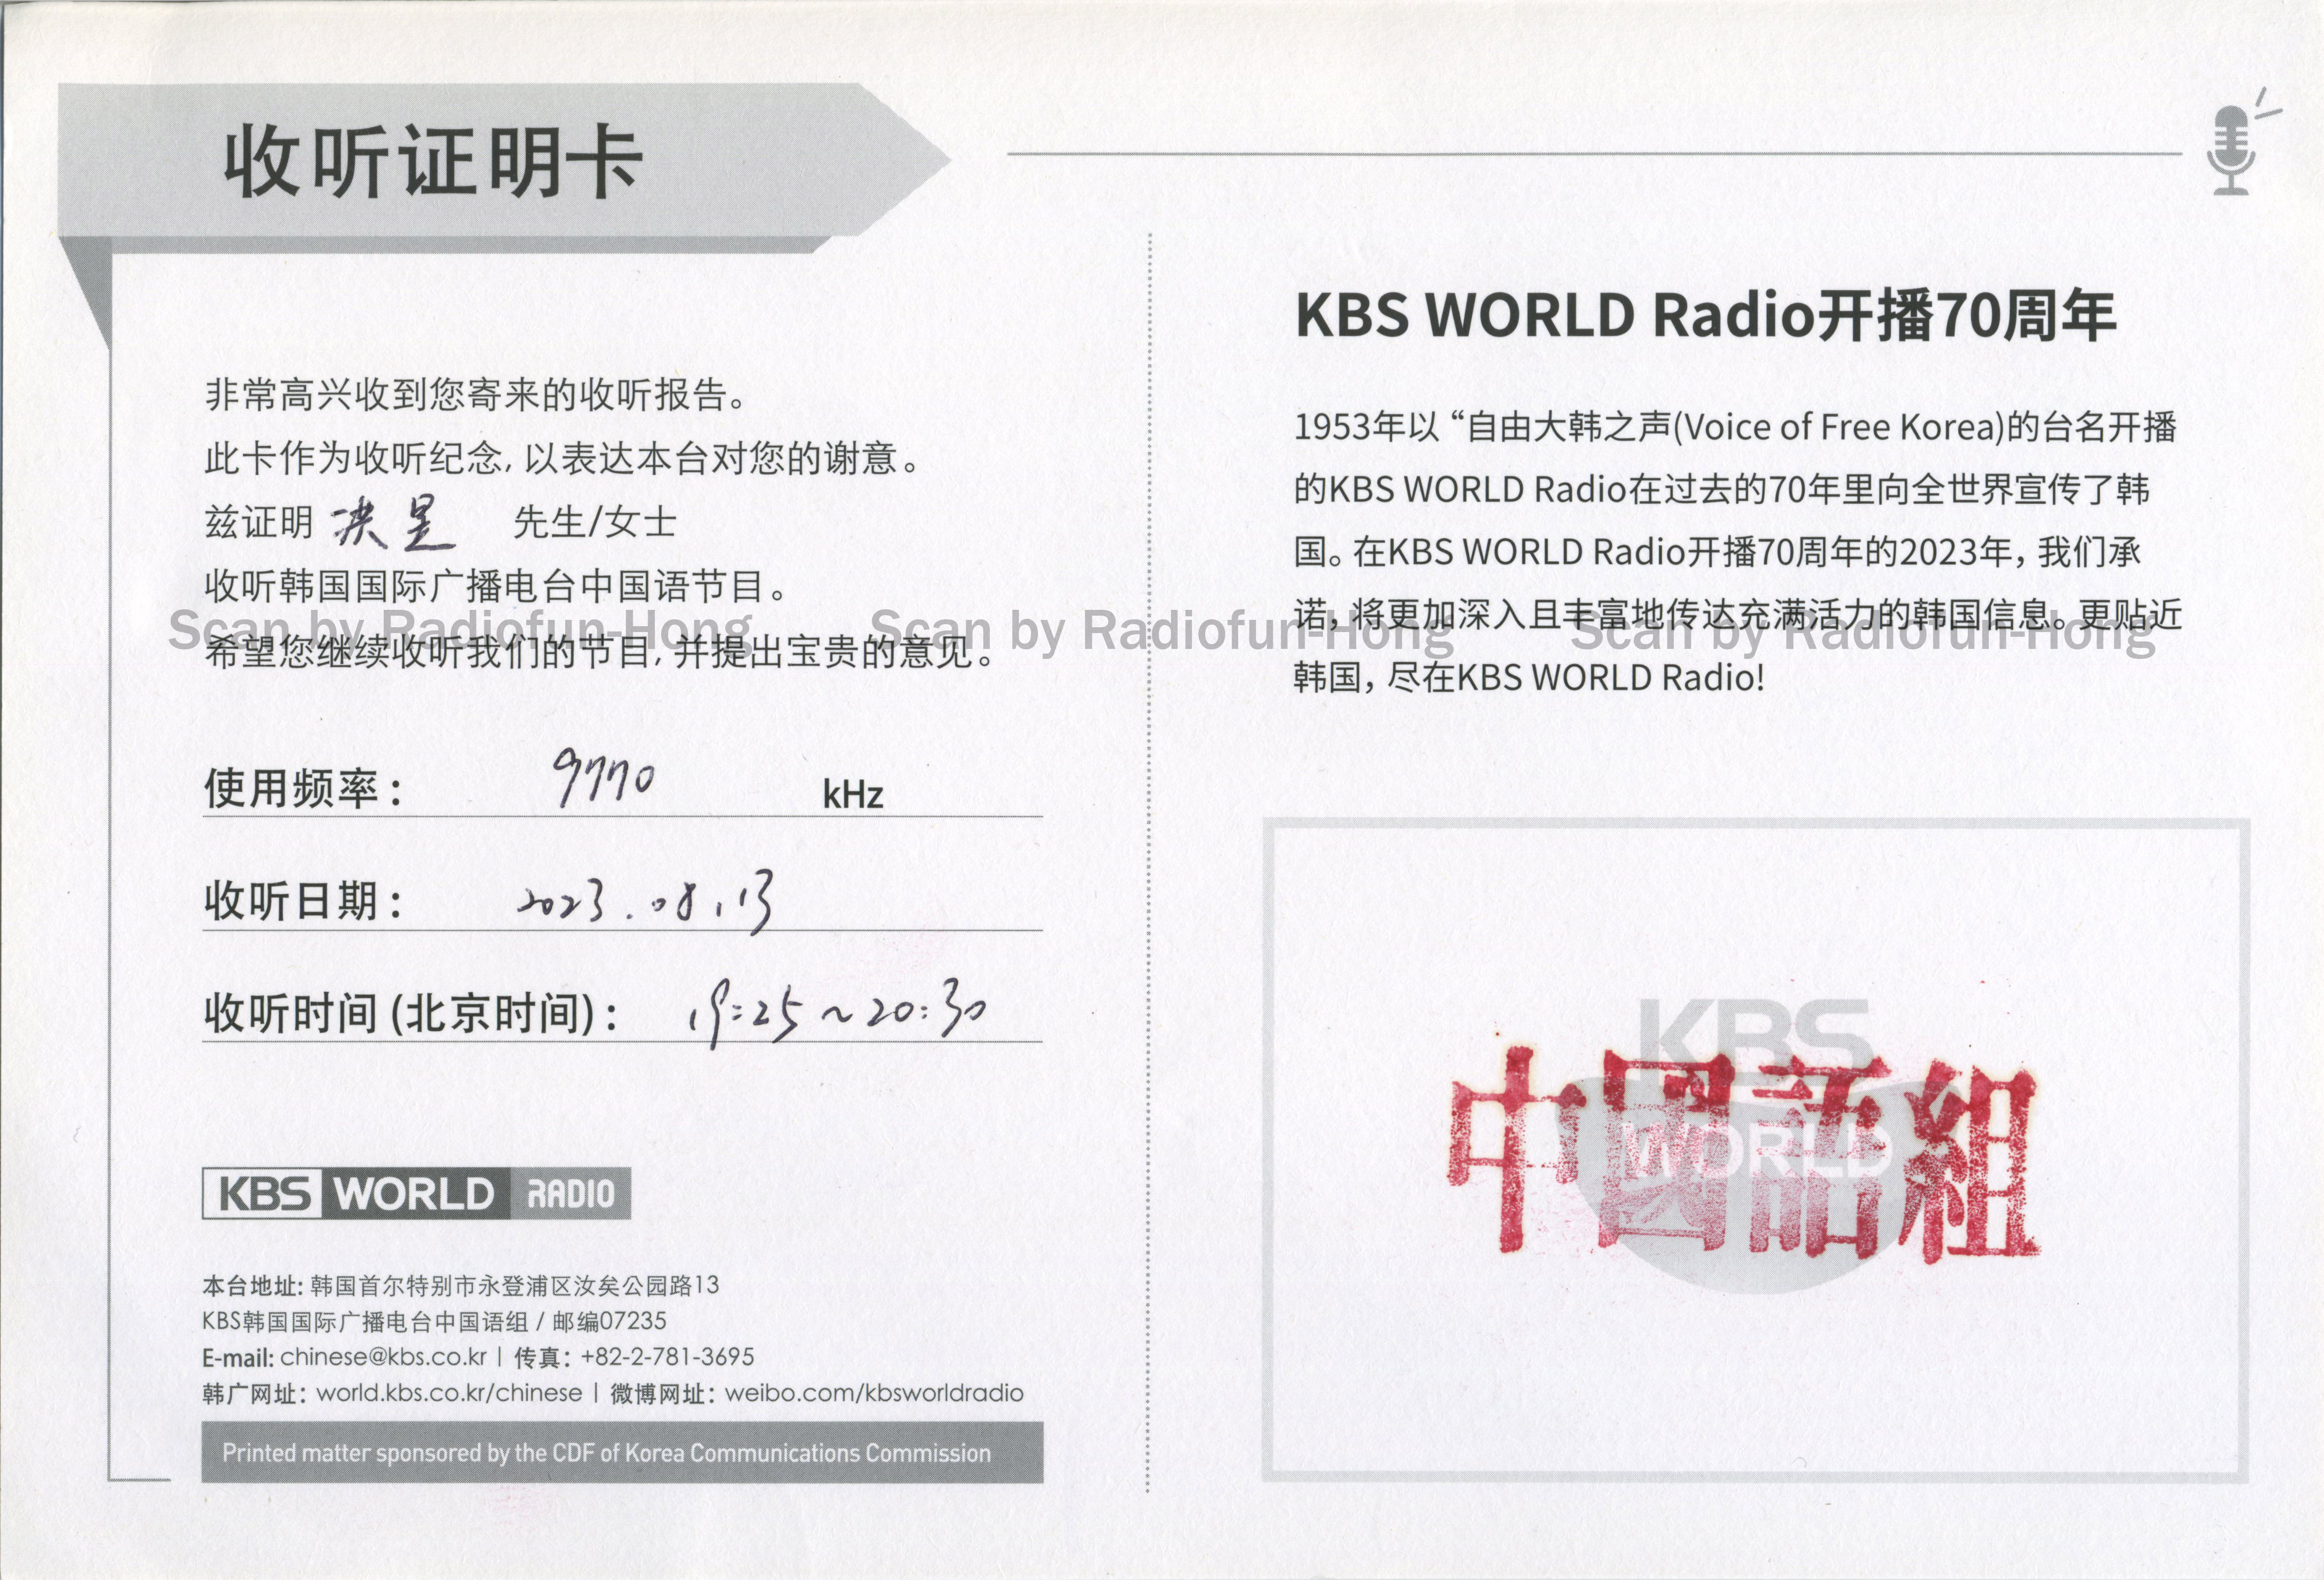 收听证明卡
非常高兴收到您寄来的收听报告。
此卡作为收听纪念, 以表达本台对您的谢意。
兹证明 洪昱 先生/女士
收听韩国国际广播电台中国语节目。
希望您继续收听我们的节目, 并提出宝贵的意见。
使用频率： 9770 kHz
收听日期： 2023.08.13
收听时间 (北京时间)： 19:25~20:30
KBS WORLD RADIO
本台地址: 韩国首尔特别市永登浦区汝矣公园路13
KBS韩国国际广播电台中国语组 / 邮编07235
E-mail: chinese@kbs.co.kr | 传真： +82-2-781-3695
韩广网址： world.kbs.co.kr/chinese | 微博网址： weibo.com/kbsworldradio
Printed matter sponsored by the CDF of Korea Communications Commission
KBS WORLD Radio开播70周年
1953年以 “自由大韩之声(Voice of Free Korea)的台名开播
的KBS WORLD Radio在过去的70年里向全世界宣传了韩
国。在KBS WORLD Radio开播70周年的2023年，我们承
诺，将更加深入且丰富地传达充满活力的韩国信息。更贴近
韩国，尽在KBS WORLD Radio!
KBS
WORLD
中國語組
Scan by Radiofun-Hong Scan by Radiofun-Hong Scan by Radiofun-Hong